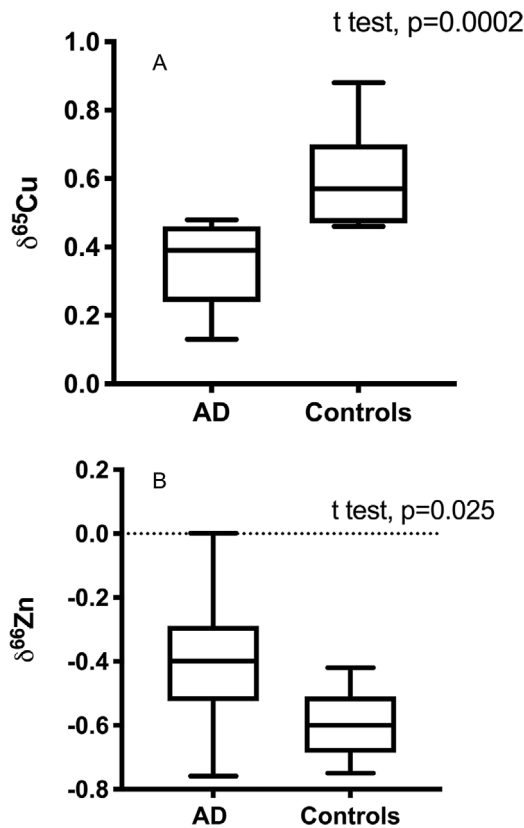 t test, p=0.0002
A
1.0
0.8
0.6
0.4
0.2
0.0
δ⁶⁵Cu
AD Controls
B
t test, p=0.025
0.2
0.0
-0.2
-0.4
-0.6
-0.8
δ⁶⁶Zn
AD Controls